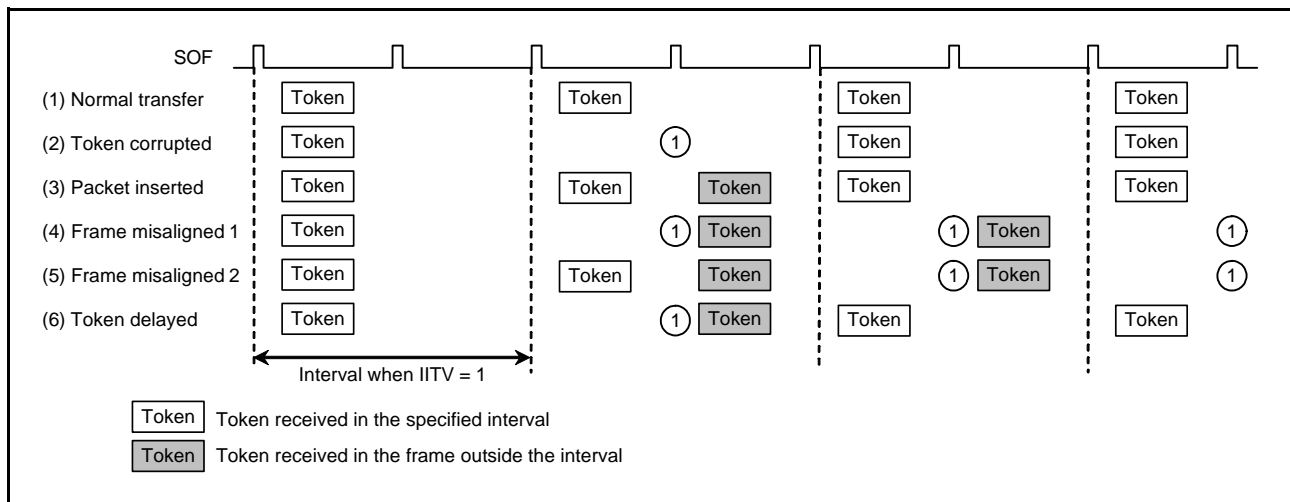 SOF
(1) Normal transfer Token Token Token Token
(2) Token corrupted Token 1 Token Token
(3) Packet inserted Token Token Token Token Token
(4) Frame misaligned 1 Token 1 Token 1 Token 1
(5) Frame misaligned 2 Token Token Token 1 Token 1
(6) Token delayed Token 1 Token Token Token
Interval when IITV = 1
Token Token received in the specified interval
Token Token received in the frame outside the interval